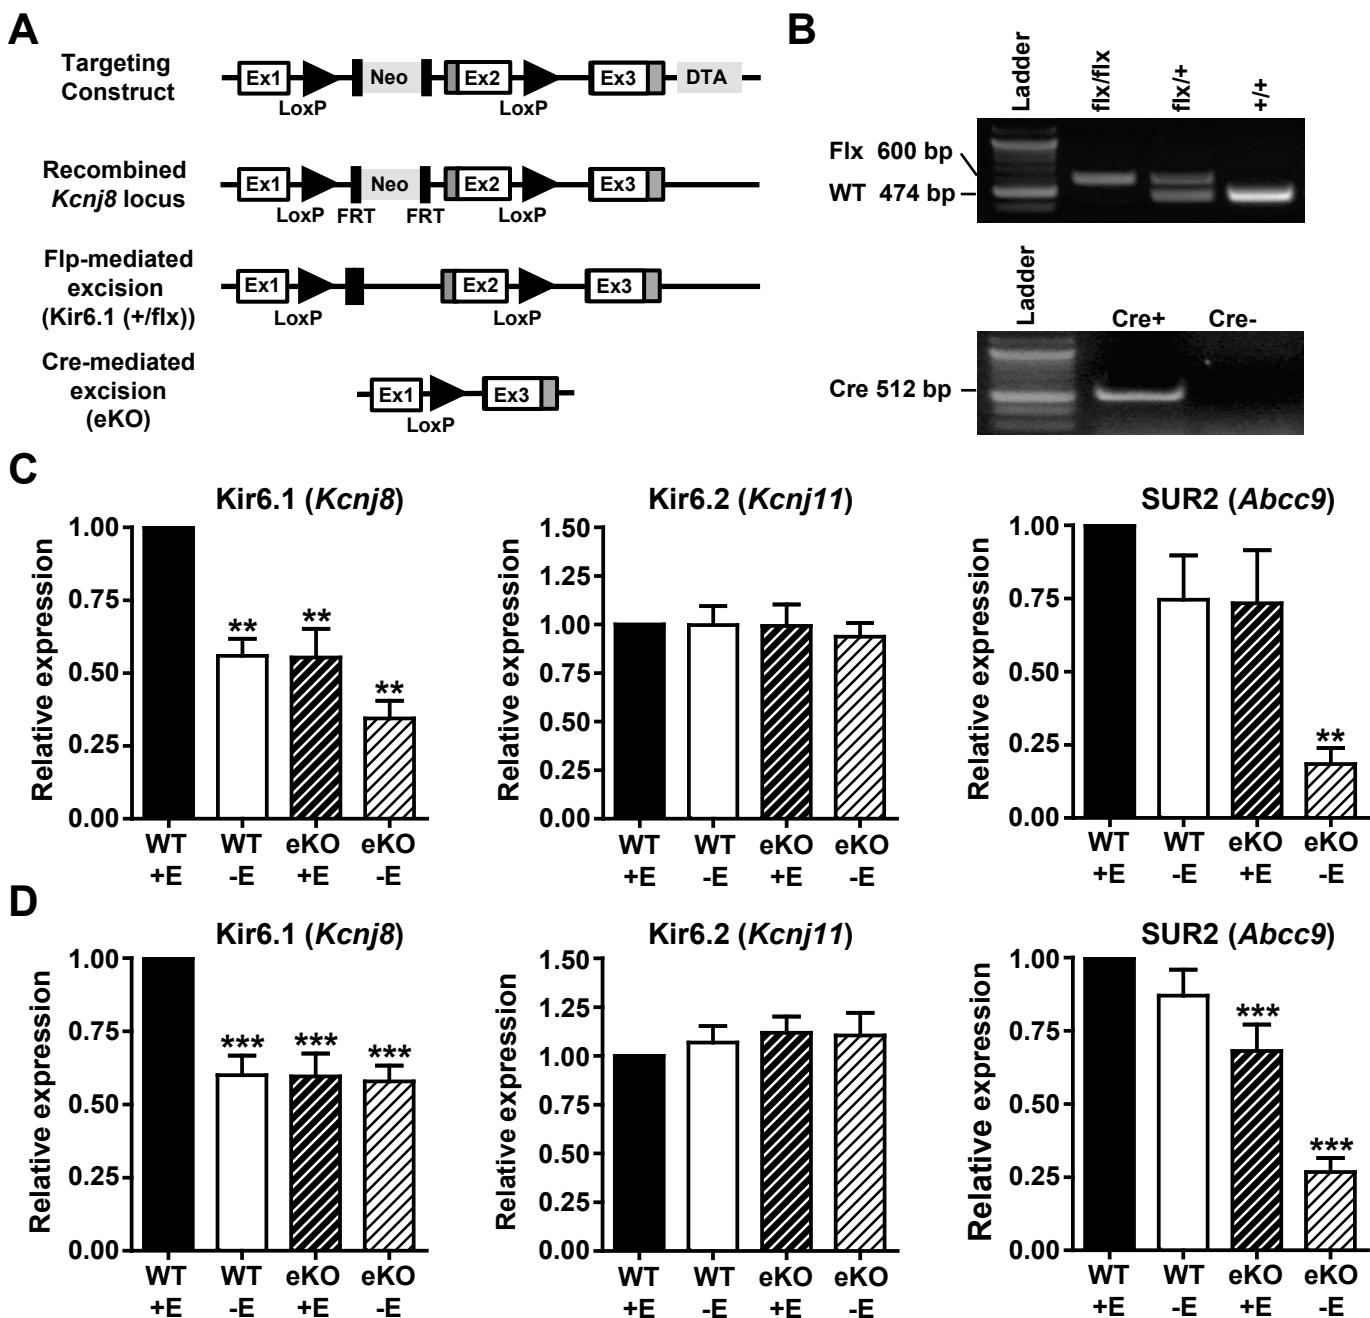 A
Targeting
Construct
Ex1 Neo Ex2 Ex3 DTA
LoxP LoxP
Recombined
Kcnj8 locus
Ex1 Neo Ex2 Ex3
LoxP FRT FRT LoxP
Flp-mediated
excision
(Kir6.1 (+/flx))
Ex1 Ex2 Ex3
LoxP LoxP
Cre-mediated
excision
(eKO)
Ex1 Ex3
LoxP
B
Ladder
flx/flx
flx/+
+/+
Flx 600 bp
WT 474 bp
Ladder
Cre+ Cre-
Cre 512 bp
C
Kir6.1 (Kcnj8)
Relative expression
1.00
0.75
0.50
0.25
0.00
** ** **
WT WT eKO eKO
+E -E +E -E
Kir6.2 (Kcnj11)
Relative expression
1.50
1.25
1.00
0.75
0.50
0.25
0.00
WT WT eKO eKO
+E -E +E -E
SUR2 (Abcc9)
Relative expression
1.00
0.75
0.50
0.25
0.00
**
WT WT eKO eKO
+E -E +E -E
D
Kir6.1 (Kcnj8)
Relative expression
1.00
0.75
0.50
0.25
0.00
*** *** ***
WT WT eKO eKO
+E -E +E -E
Kir6.2 (Kcnj11)
Relative expression
1.50
1.25
1.00
0.75
0.50
0.25
0.00
WT WT eKO eKO
+E -E +E -E
SUR2 (Abcc9)
Relative expression
1.00
0.75
0.50
0.25
0.00
*** ***
WT WT eKO eKO
+E -E +E -E